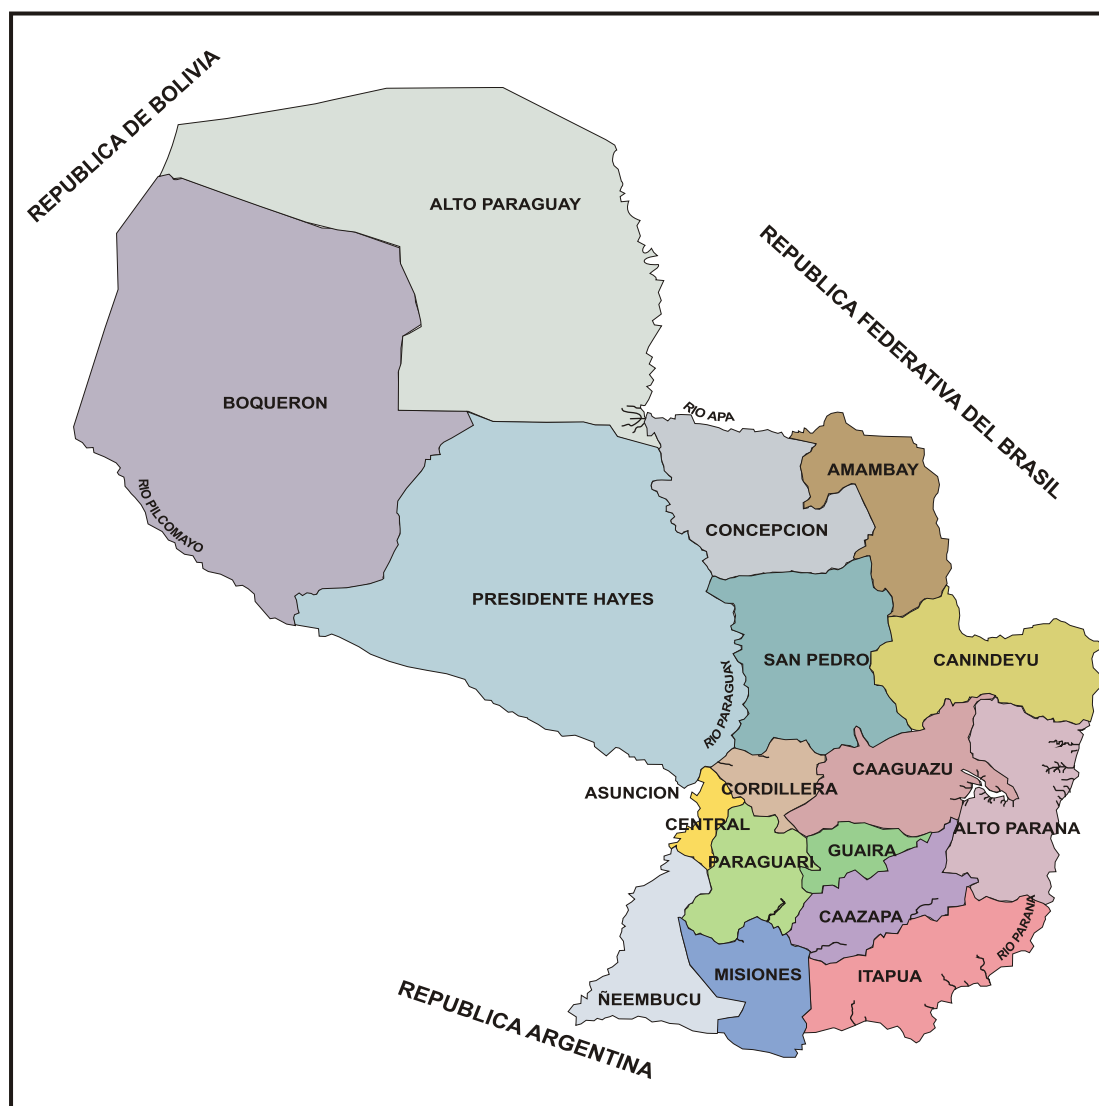 REPUBLICA DE BOLIVIA
ALTO PARAGUAY
REPUBLICA FEDERATIVA DEL BRASIL
BOQUERON
RIO APA
AMAMBAY
RIO PILCOMAYO
CONCEPCION
PRESIDENTE HAYES
SAN PEDRO
CANINDEYU
RIO PARAGUAY
CAAGUAZU
ASUNCION
CORDILLERA
CENTRAL
ALTO PARANA
GUAIRA
PARAGUARI
CAAZAPA
RIO PARANA
MISIONES
ITAPUA
ÑEEMBUCU
REPUBLICA ARGENTINA